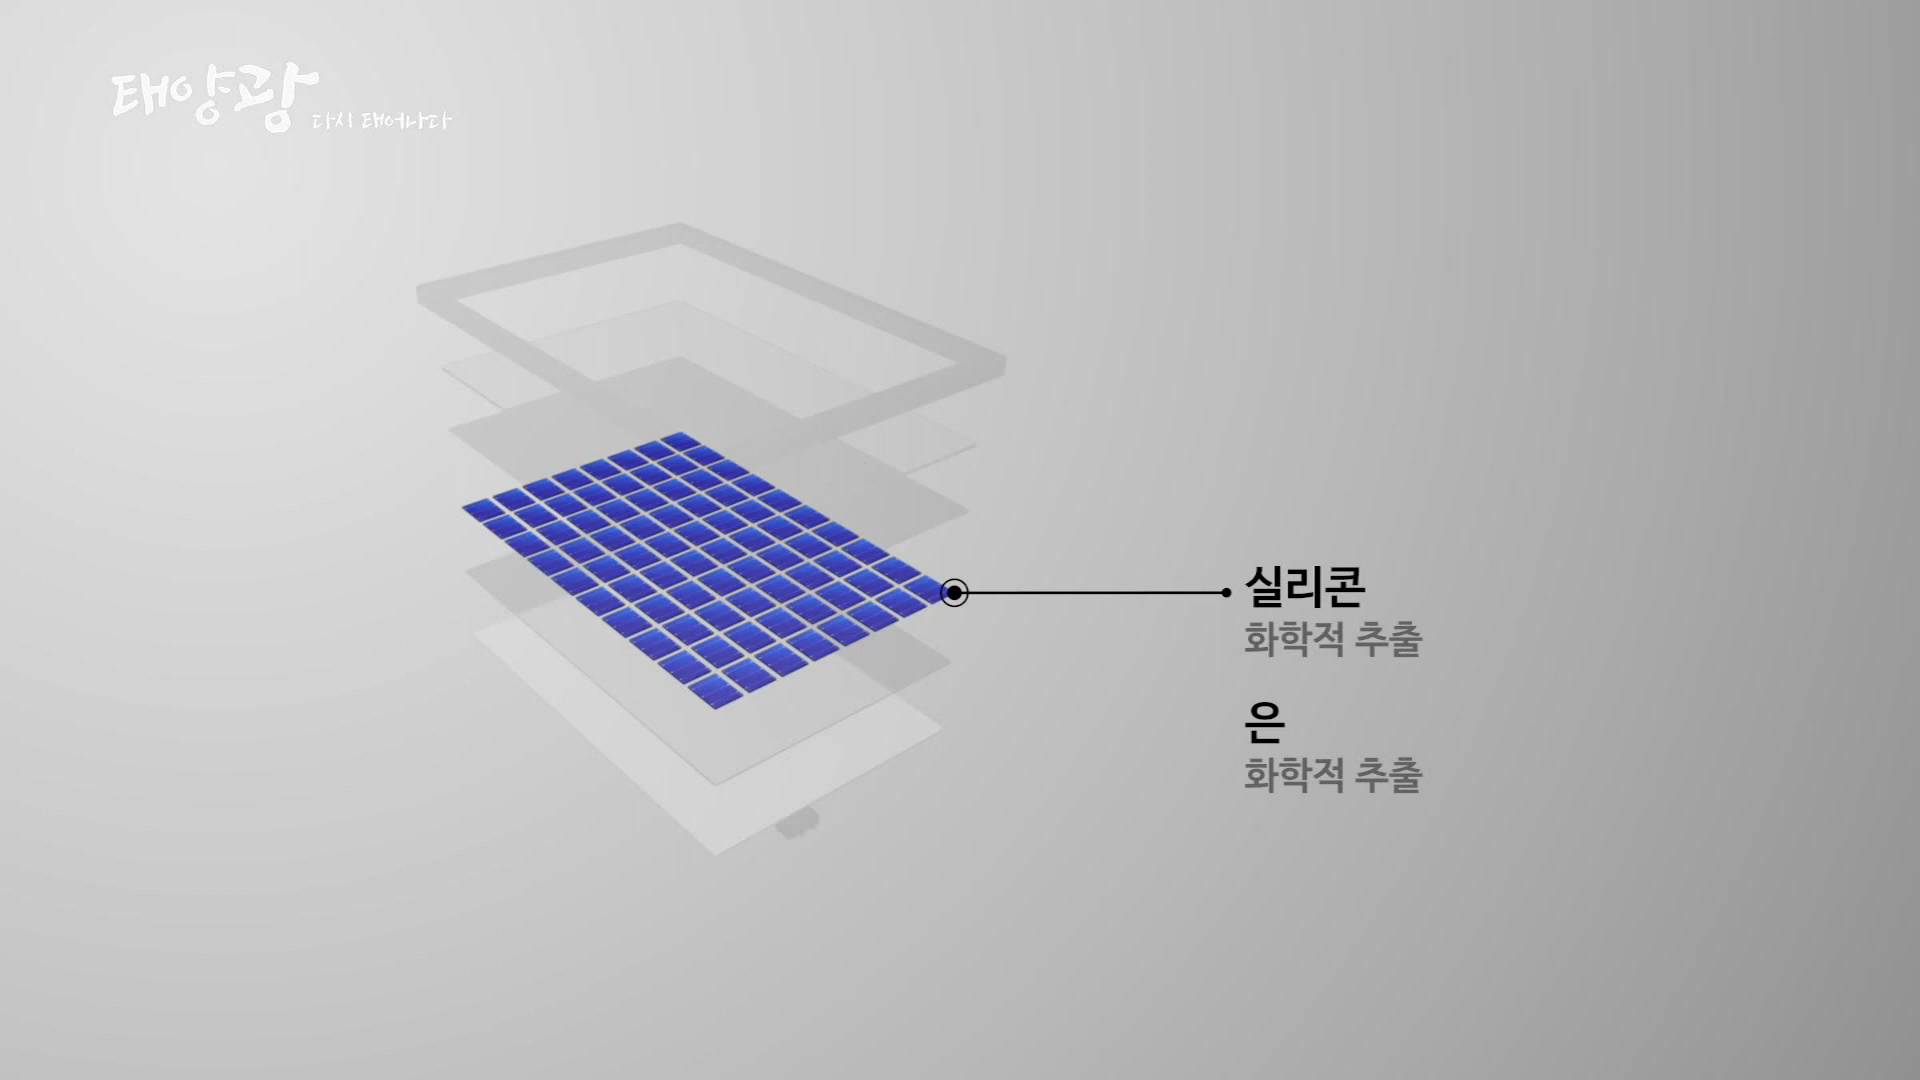 태양광
다시 태어나다
실리콘
화학적 추출
은
화학적 추출